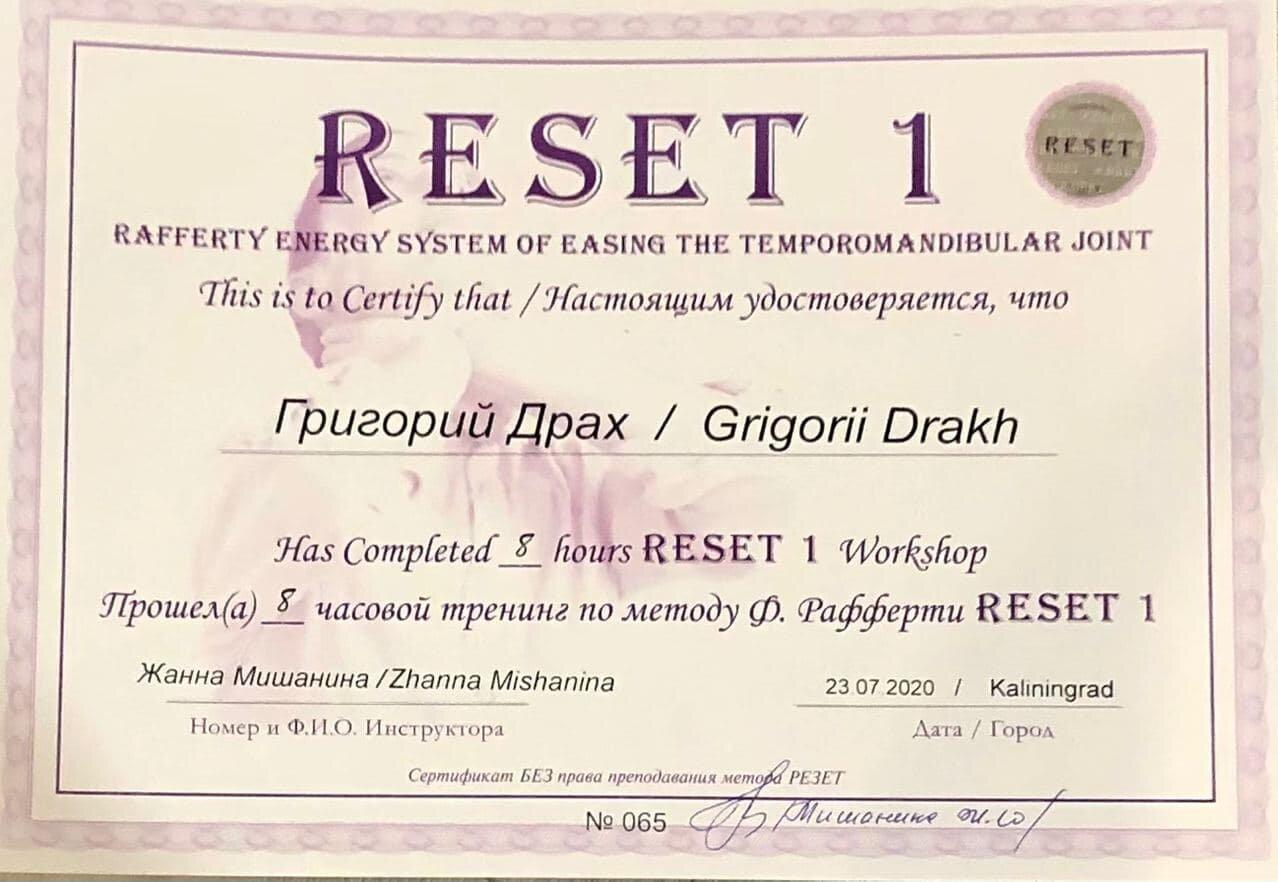 RESET 1
RESET
RAFFERTY ENERGY SYSTEM OF EASING THE TEMPOROMANDIBULAR JOINT
This is to Certify that / Настоящим удостоверяется, что
Григорий Драх / Grigorii Drakh
Has Completed 8 hours RESET 1 Workshop
Прошел(а) 8 часовой тренинг по методу Ф. Рафферти RESET 1
Жанна Мишанина / Zhanna Mishanina
23.07.2020 / Kaliningrad
Номер и Ф.И.О. Инструктора
Дата / Город
Сертификат БЕЗ права преподавания метода РЕЗЕТ
№ 065
Мишанина